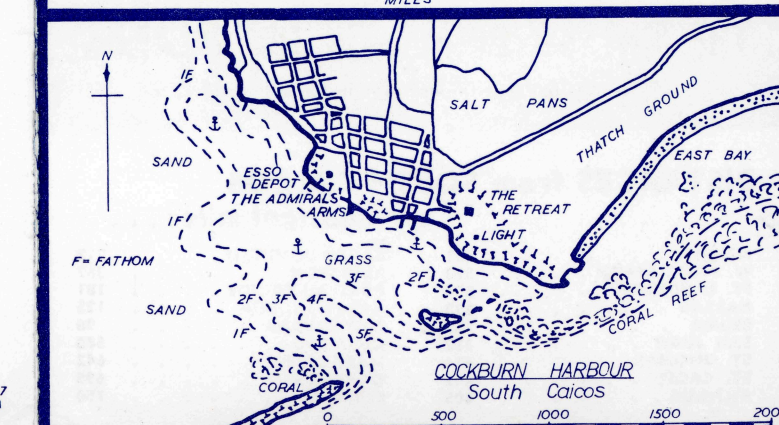 MILES
N
1F
SALT PANS
THATCH GROUND
SAND
ESSO
DEPOT
THE ADMIRALS
ARMS
EAST BAY
THE
RETREAT
LIGHT
1F
F= FATHOM
GRASS
3F
2F
SAND
2F
3F
4F
5F
1F
CORAL REEF
CORAL
COCKBURN HARBOUR
South Caicos
0 500 1000 1500 200
7